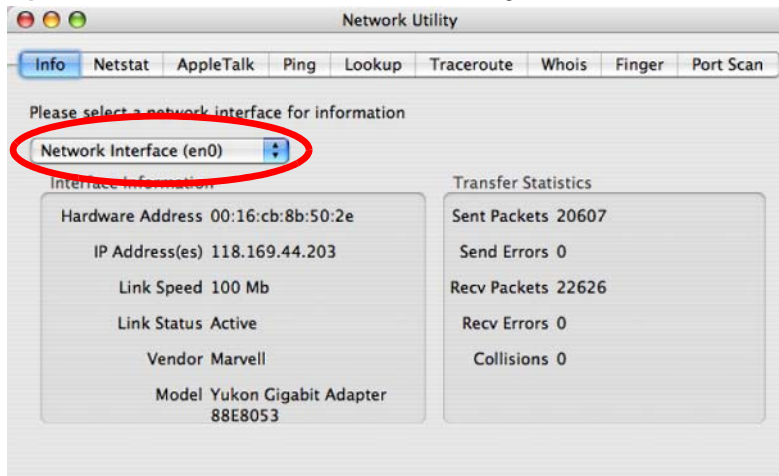 Network Utility
Info Netstat AppleTalk Ping Lookup Traceroute Whois Finger Port Scan
Please select a network interface for information
Network Interface (en0)
Interface Information
Hardware Address 00:16:cb:8b:50:2e
IP Address(es) 118.169.44.203
Link Speed 100 Mb
Link Status Active
Vendor Marvell
Model Yukon Gigabit Adapter
88E8053
Transfer Statistics
Sent Packets 20607
Send Errors 0
Recv Packets 22626
Recv Errors 0
Collisions 0